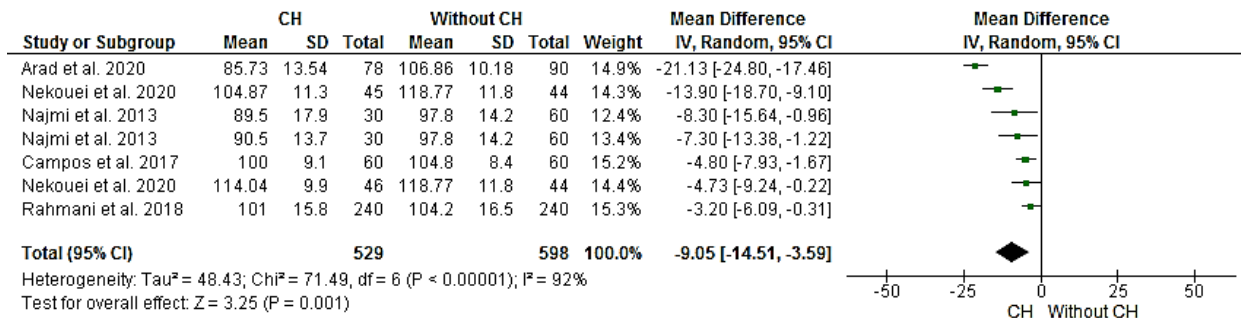 CH Without CH Mean Difference Mean Difference
Study or Subgroup Mean SD Total Mean SD Total Weight IV, Random, 95% CI IV, Random, 95% CI
Arad et al. 2020 85.73 13.54 78 106.86 10.18 90 14.9% -21.13 [-24.80, -17.46]
Nekouei et al. 2020 104.87 11.3 45 118.77 11.8 44 14.3% -13.90 [-18.70, -9.10]
Najmi et al. 2013 89.5 17.9 30 97.8 14.2 60 12.4% -8.30 [-15.64, -0.96]
Najmi et al. 2013 90.5 13.7 30 97.8 14.2 60 13.4% -7.30 [-13.38, -1.22]
Campos et al. 2017 100 9.1 60 104.8 8.4 60 15.2% -4.80 [-7.93, -1.67]
Nekouei et al. 2020 114.04 9.9 46 118.77 11.8 44 14.4% -4.73 [-9.24, -0.22]
Rahmani et al. 2018 101 15.8 240 104.2 16.5 240 15.3% -3.20 [-6.09, -0.31]
Total (95% CI) 529 598 100.0% -9.05 [-14.51, -3.59]
Heterogeneity: Tau² = 48.43; Chi² = 71.49, df = 6 (P < 0.00001); I² = 92%
Test for overall effect: Z = 3.25 (P = 0.001)
-50 -25 0 25 50
CH Without CH